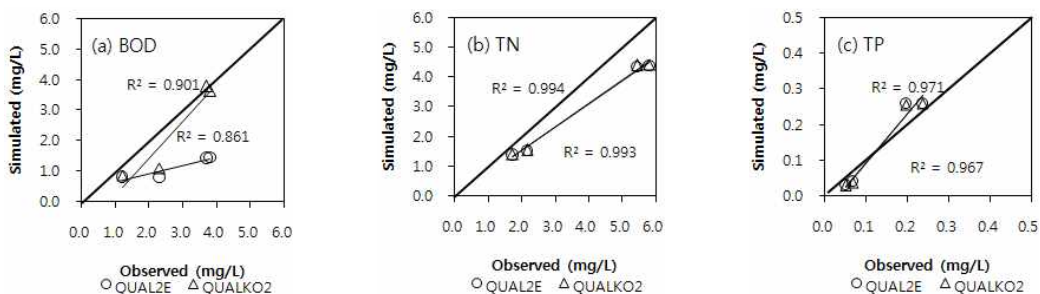 (a) BOD
R² = 0.901
R² = 0.861
Simulated (mg/L)
6.0
5.0
4.0
3.0
2.0
1.0
0.0
0.0 1.0 2.0 3.0 4.0 5.0 6.0
Observed (mg/L)
○QUAL2E △QUALKO2
(b) TN
R² = 0.994
R² = 0.993
Simulated (mg/L)
6.0
5.0
4.0
3.0
2.0
1.0
0.0
0.0 1.0 2.0 3.0 4.0 5.0 6.0
Observed (mg/L)
○QUAL2E △QUALKO2
(c) TP
R² = 0.971
R² = 0.967
Simulated (mg/L)
0.5
0.4
0.3
0.2
0.1
0.0
0.0 0.1 0.2 0.3 0.4 0.5
Observed (mg/L)
○QUAL2E △QUALKO2